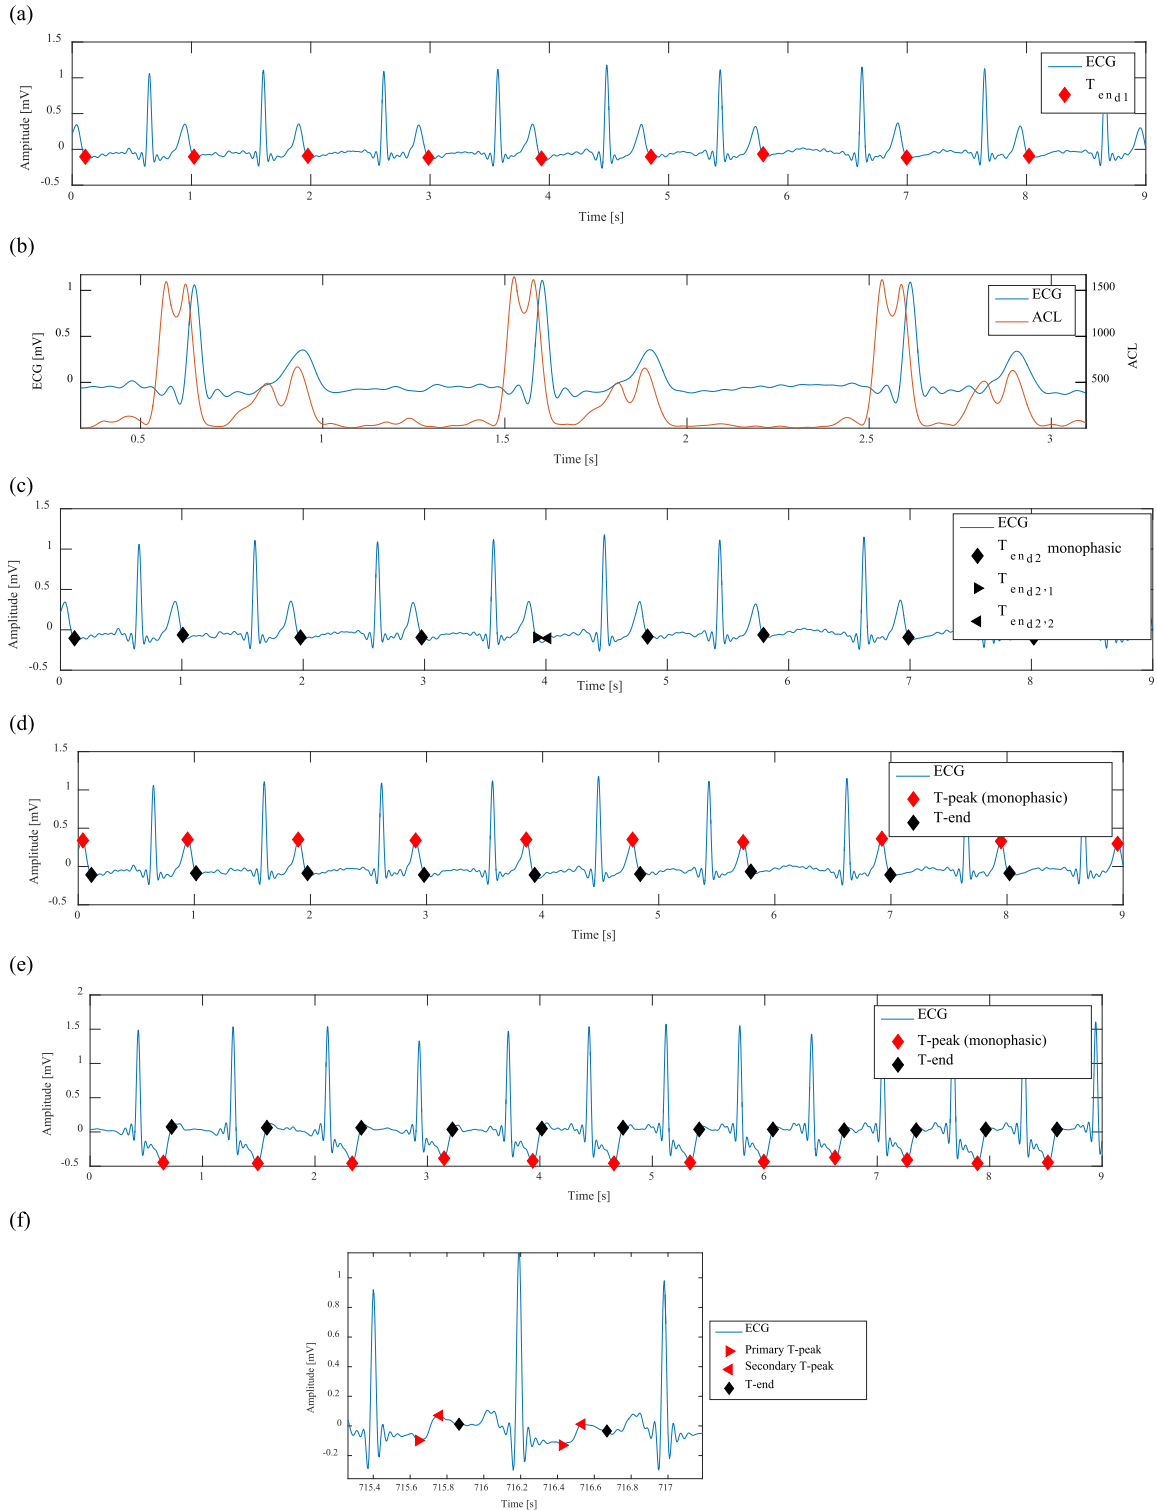 (a)
1.5
1
0.5
0
-0.5
Ampitude [mV]
0 1 2 3 4 5 6 7 8 9
Time [s]
ECG
T end1
(b)
1
0.5
0
ECG [mV]
1500
1000
500
ACL
0.5 1 1.5 2 2.5 3
Time [s]
ECG
ACL
(c)
1.5
1
0.5
0
-0.5
Amplitude [mV]
0 1 2 3 4 5 6 7 8 9
Time [s]
ECG
T end2 monophasic
T end2,1
T end2,2
(d)
1.5
1
0.5
0
-0.5
Amplitude [mV]
0 1 2 3 4 5 6 7 8 9
Time [s]
ECG
T-peak (monophasic)
T-end
(e)
2
1.5
1
0.5
0
-0.5
Amplitude [mV]
0 1 2 3 4 5 6 7 8 9
Time [s]
ECG
T-peak (monophasic)
T-end
(f)
1
0.8
0.6
0.4
0.2
0
-0.2
Amplitude [mV]
715.4 715.6 715.8 716 716.2 716.4 716.6 716.8 717
Time [s]
ECG
Primary T-peak
Secondary T-peak
T-end